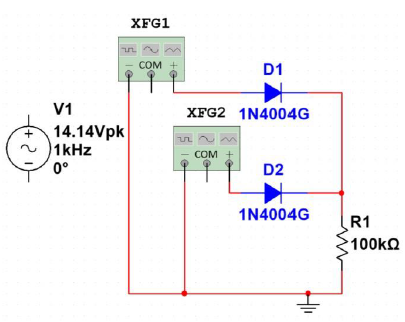 XFG1
COM
D1
1N4004G
V1
14.14Vpk
1kHz
0°
XFG2
COM
D2
1N4004G
R1
100kΩ